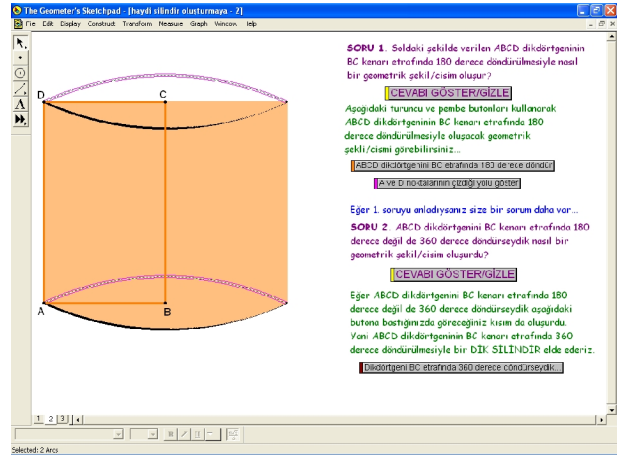 The Geometer's Sketchpad - [haydi silindir oluşturmaya - 2]
File Edit Display Construct Transform Measure Graph Window Help
D
C
A
B
SORU 1. Soldaki şekilde verilen ABCD dikdörtgeninin
BC kenarı etrafında 180 derece döndürülmesiyle nasıl
bir geometrik şekil/cisim oluşur?
CEVABI GÖSTER/GİZLE
Aşağıdaki turuncu ve pembe butonları kullanarak
ABCD dikdörtgeninin BC kenarı etrafında 180
derece döndürülmesiyle oluşacak geometrik
şekli/cismi görebilirsiniz...
ABCD dikdörtgenini BC etrafında 180 derece döndür
A ve D noktalarının çizdiği yolu göster
Eğer 1. soruyu anladıysanız size bir sorum daha var...
SORU 2. ABCD dikdörtgenini BC kenarı etrafında 180
derece değil de 360 derece döndürseydik nasıl bir
geometrik şekil/cisim oluşurdu?
CEVABI GÖSTER/GİZLE
Eğer ABCD dikdörtgenini BC kenarı etrafında 180
derece değil de 360 derece döndürseydik aşağıdaki
butona bastığınızda göreceğiniz kısım da oluşurdu.
Yani ABCD dikdörtgeninin BC kenarı etrafında 360
derece döndürülmesiyle bir DİK SİLİNDİR elde ederiz.
Dikdörtgeni BC etrafında 360 derece döndürseydik...
1 2 3
Selected: 2 Arcs